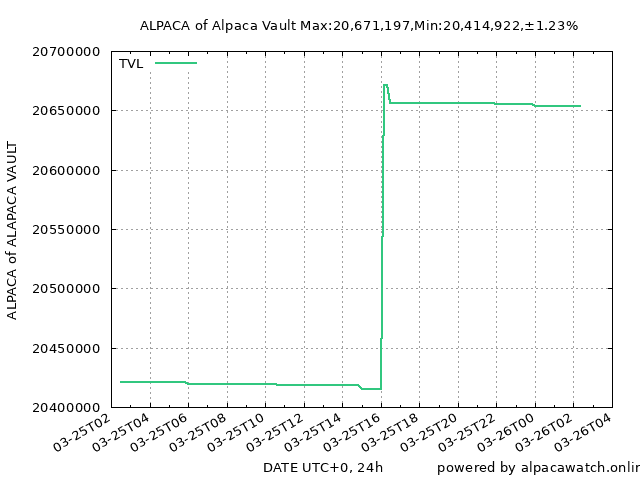 ALPACA of Alpaca Vault Max:20,671,197,Min:20,414,922,±1.23%
TVL
20700000
20650000
20600000
20550000
20500000
20450000
20400000
ALPACA of ALAPACA VAULT
03-25T02
03-25T04
03-25T06
03-25T08
03-25T10
03-25T12
03-25T14
03-25T16
03-25T18
03-25T20
03-25T22
03-26T00
03-26T02
03-26T04
DATE UTC+0, 24h
powered by alpacawatch.onlin